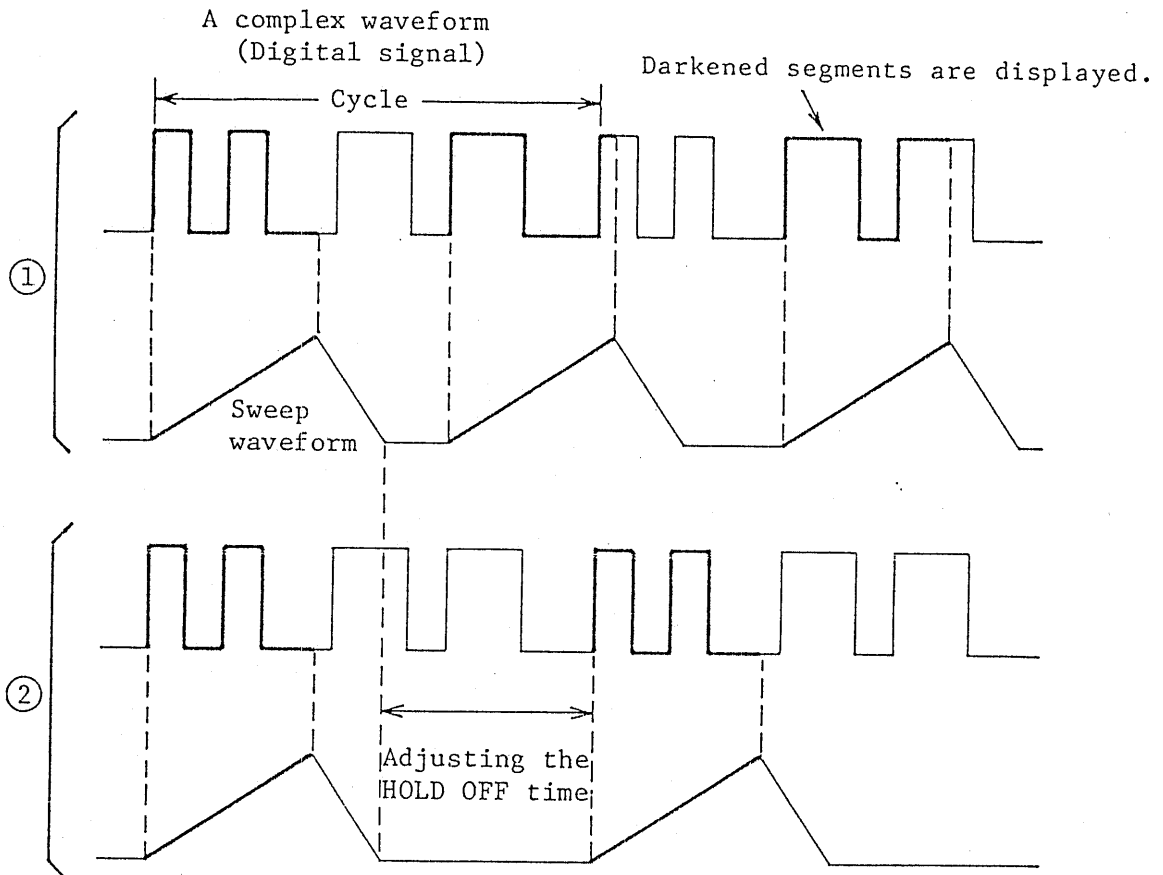 A complex waveform
(Digital signal)
Darkened segments are displayed.
Cycle
①
Sweep
waveform
②
Adjusting the
HOLD OFF time